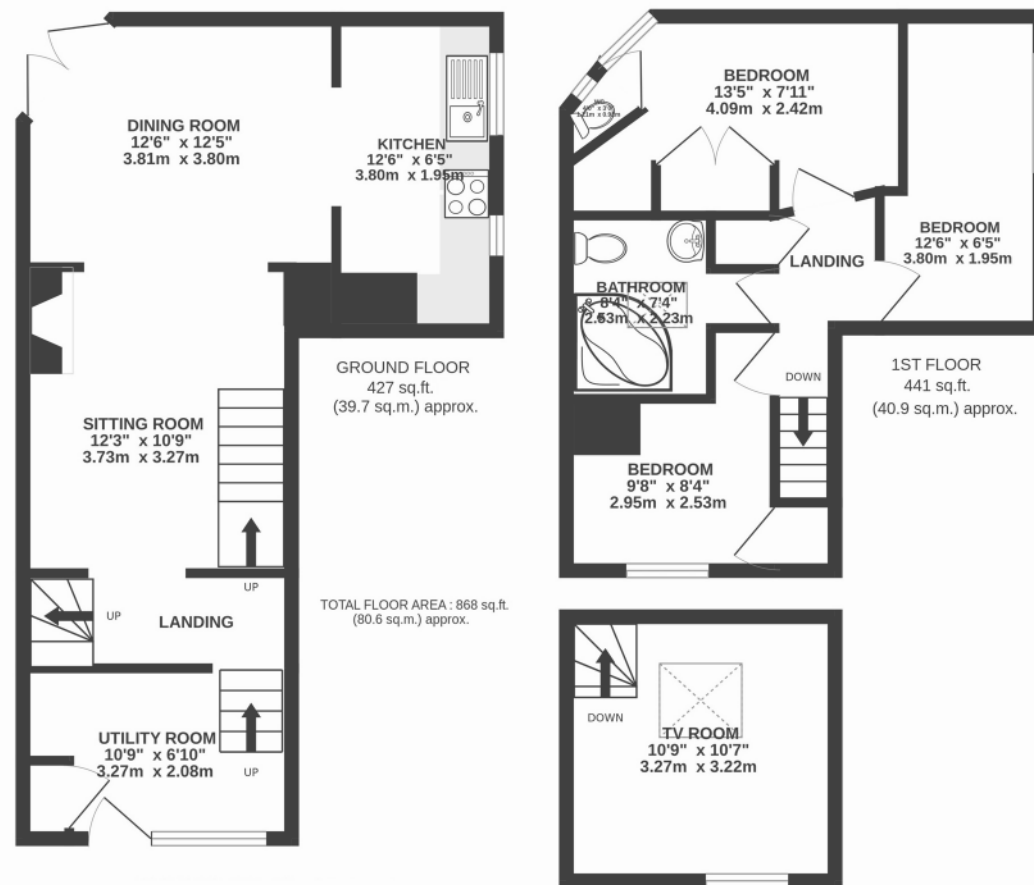 DINING ROOM
12'6" x 12'5"
3.81m x 3.80m
KITCHEN
12'6" x 6'5"
3.80m x 1.95m
SITTING ROOM
12'3" x 10'9"
3.73m x 3.27m
UP
UP
LANDING
UTILITY ROOM
10'9" x 6'10"
3.27m x 2.08m
UP
GROUND FLOOR
427 sq.ft.
(39.7 sq.m.) approx.
TOTAL FLOOR AREA : 868 sq.ft.
(80.6 sq.m.) approx.
BEDROOM
13'5" x 7'11"
4.09m x 2.42m
BEDROOM
12'6" x 6'5"
3.80m x 1.95m
LANDING
BATHROOM
8'4" x 7'4"
2.53m x 2.23m
DOWN
BEDROOM
9'8" x 8'4"
2.95m x 2.53m
1ST FLOOR
441 sq.ft.
(40.9 sq.m.) approx.
DOWN
TV ROOM
10'9" x 10'7"
3.27m x 3.22m